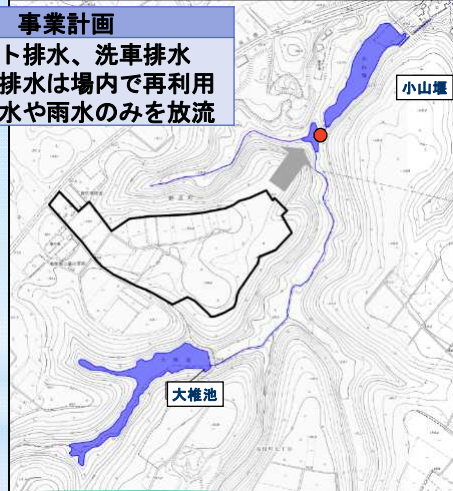 事業計画
ト排水、洗車排水
排水は場内で再利用
水や雨水のみを放流
小山堰
大椎池